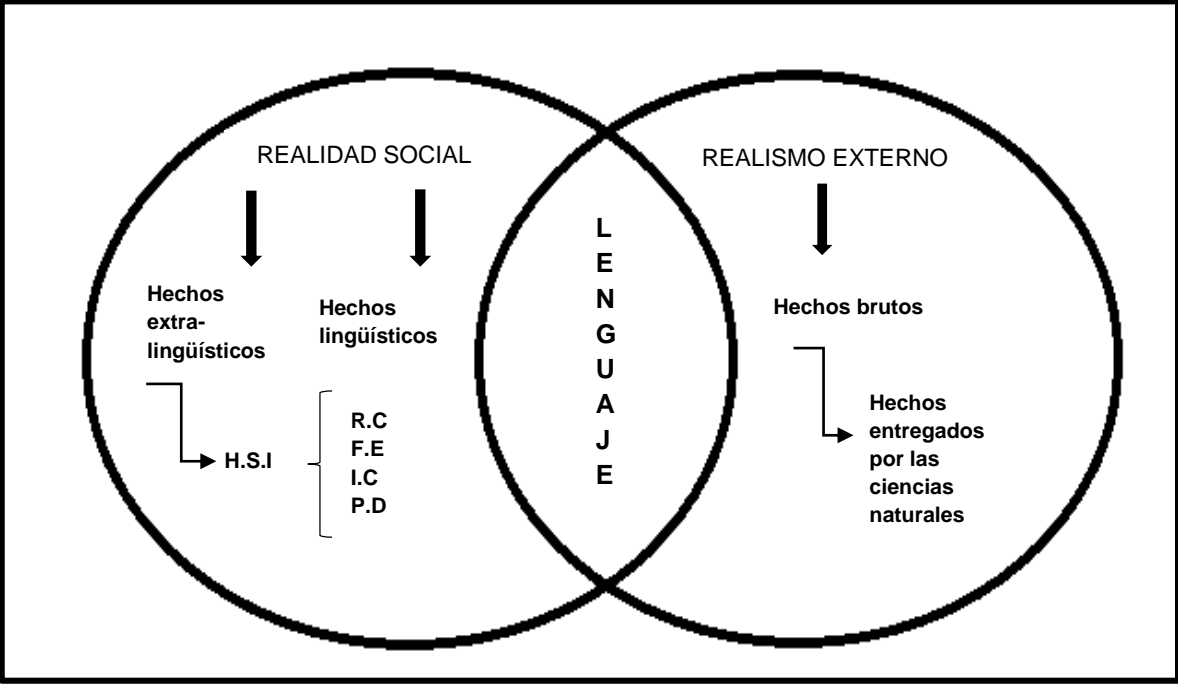 REALIDAD SOCIAL
Hechos
extra-
lingüísticos
H.S.I
Hechos
lingüísticos
R.C
F.E
I.C
P.D
L
E
N
G
U
A
J
E
REALISMO EXTERNO
Hechos brutos
Hechos
entregados
por las
ciencias
naturales